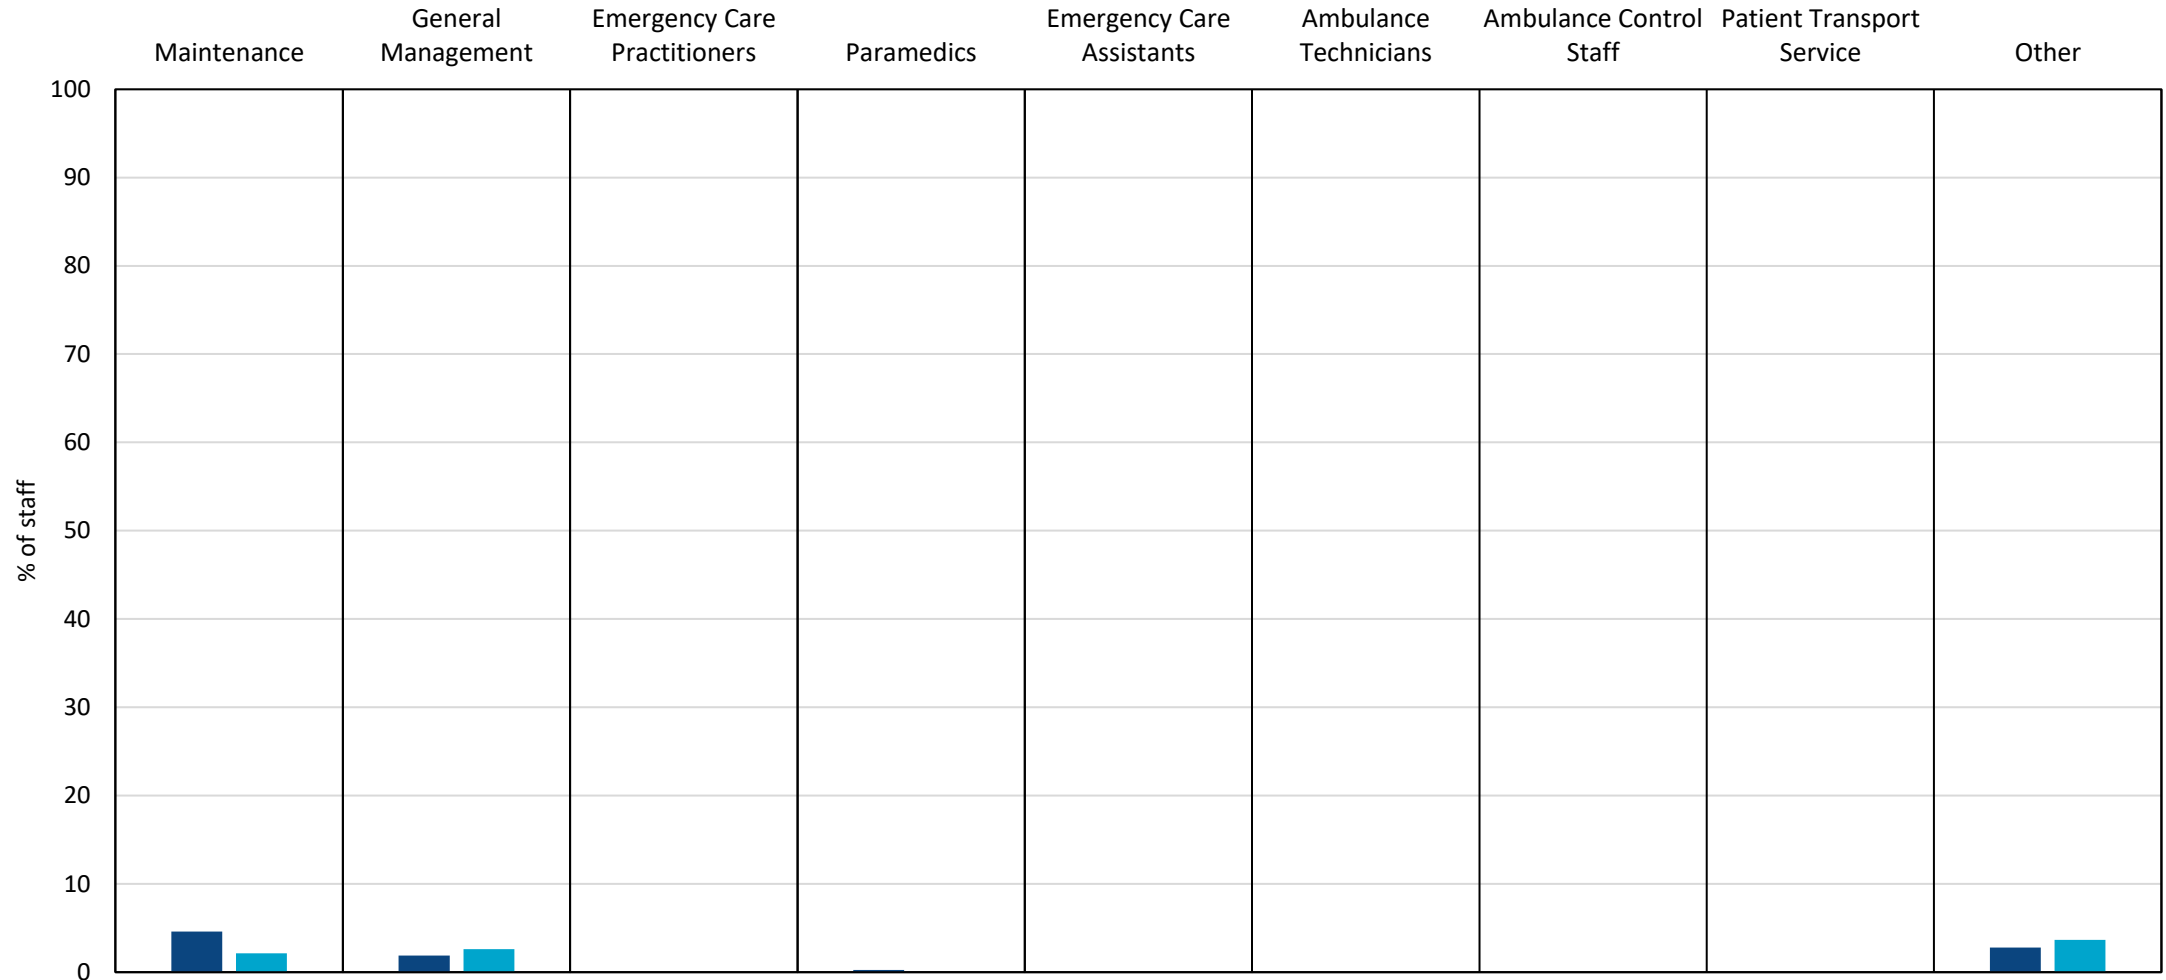 Maintenance
General
Management
Emergency Care
Practitioners
Paramedics
Emergency Care
Assistants
Ambulance
Technicians
Ambulance Control
Staff
Patient Transport
Service
Other
100
90
80
70
60
50
40
30
20
10
0
% of staff